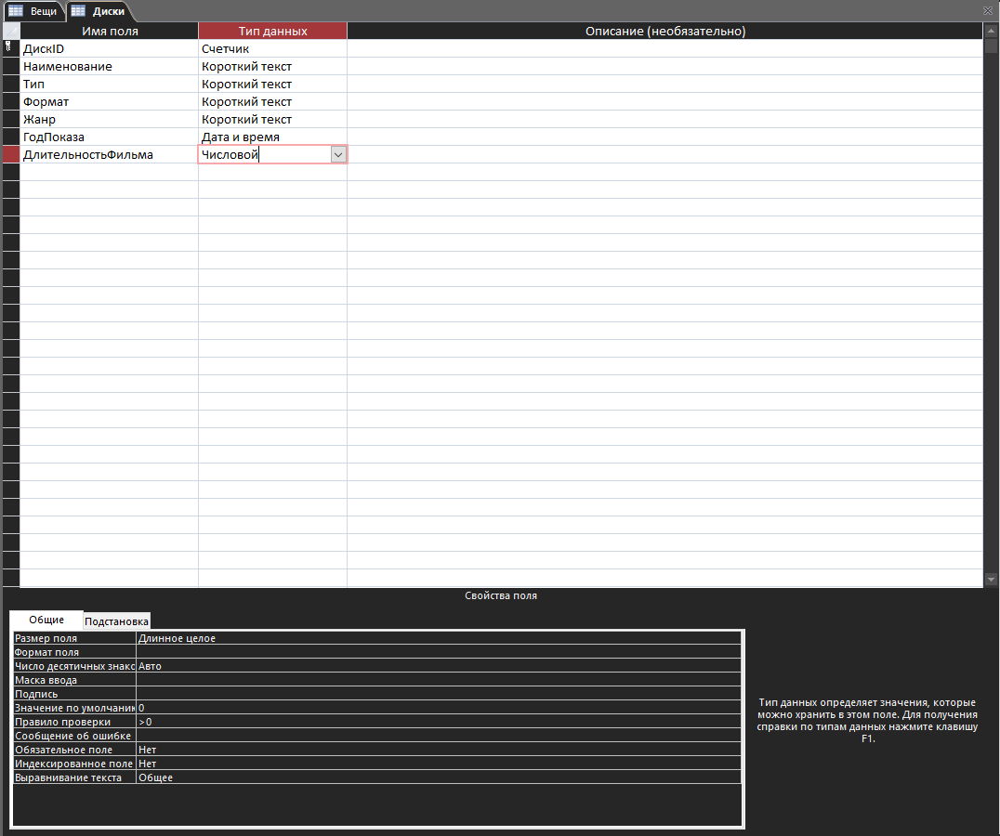 Вещи Диски
Имя поля Тип данных Описание (необязательно)
ДискID Счетчик
Наименование Короткий текст
Тип Короткий текст
Формат Короткий текст
Жанр Короткий текст
ГодПоказа Дата и время
ДлительностьФильма Числовой
Свойства поля
Общие Подстановка
Размер поля Длинное целое
Формат поля
Число десятичных знако Авто
Маска ввода
Подпись
Значение по умолчани 0
Правило проверки >0
Сообщение об ошибке
Обязательное поле Нет
Индексированное поле Нет
Выравнивание текста Общее
Тип данных определяет значения, которые
можно хранить в этом поле. Для получения
справки по типам данных нажмите клавишу
F1.